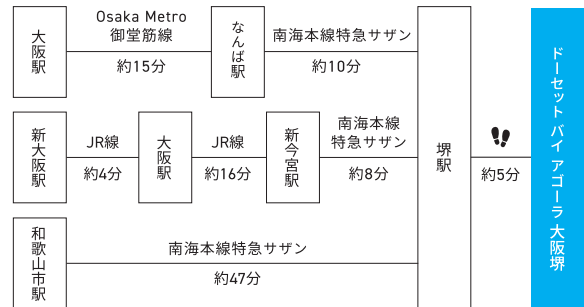 大阪駅
Osaka Metro
御堂筋線
約15分
なんば駅
南海本線特急サザン
約10分
新大阪駅
JR線
約4分
大阪駅
JR線
約16分
新今宮駅
南海本線
特急サザン
約8分
和歌山市駅
南海本線特急サザン
約47分
堺駅
約5分
ドーセット バイ アゴーラ 大阪堺